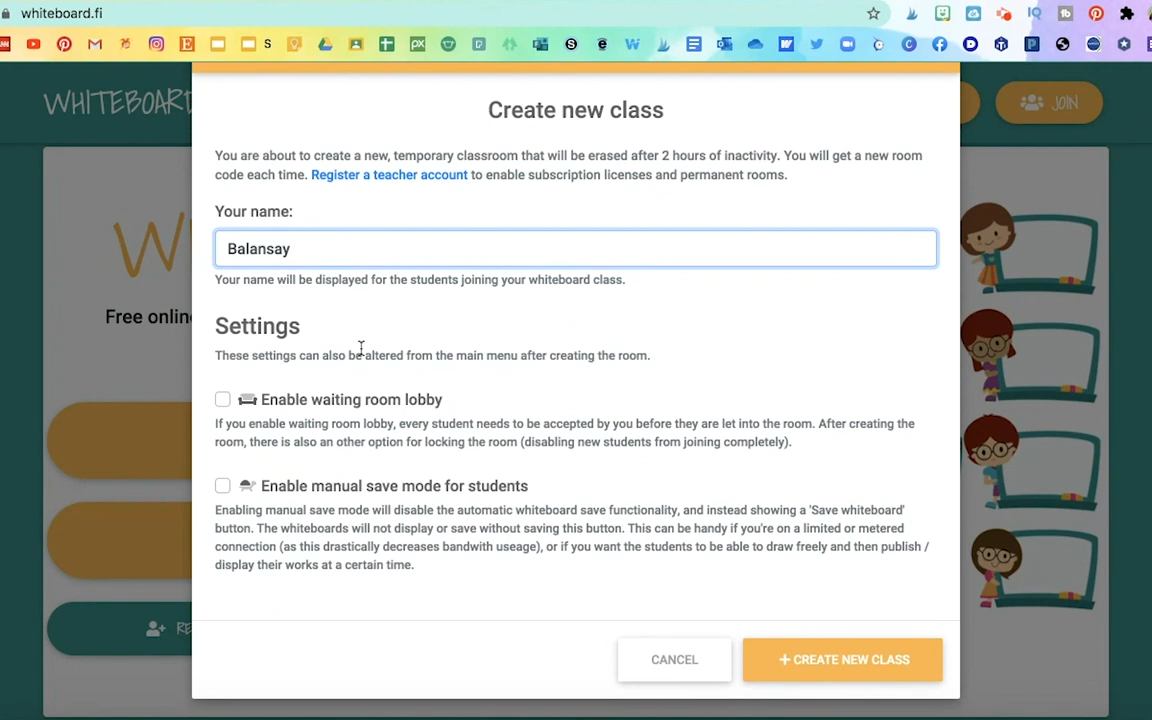 whiteboard.fi
S
WHITEBOARD
JOIN
Create new class
You are about to create a new, temporary classroom that will be erased after 2 hours of inactivity. You will get a new room
code each time. Register a teacher account to enable subscription licenses and permanent rooms.
Your name:
Balansay
Your name will be displayed for the students joining your whiteboard class.
Free onlin
Settings
These settings can also be altered from the main menu after creating the room.
Enable waiting room lobby
If you enable waiting room lobby, every student needs to be accepted by you before they are let into the room. After creating the
room, there is also an other option for locking the room (disabling new students from joining completely).
Enable manual save mode for students
Enabling manual save mode will disable the automatic whiteboard save functionality, and instead showing a 'Save whiteboard'
button. The whiteboards will not display or save without saving this button. This can be handy if you're on a limited or metered
connection (as this drastically decreases bandwith useage), or if you want the students to be able to draw freely and then publish /
display their works at a certain time.
RE
CANCEL
+ CREATE NEW CLASS